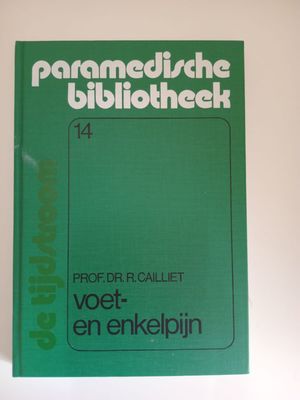 paramedische
bibliotheek
14
de tijdstroom
PROF. DR. R. CAILLIET
voet-
en enkelpijn